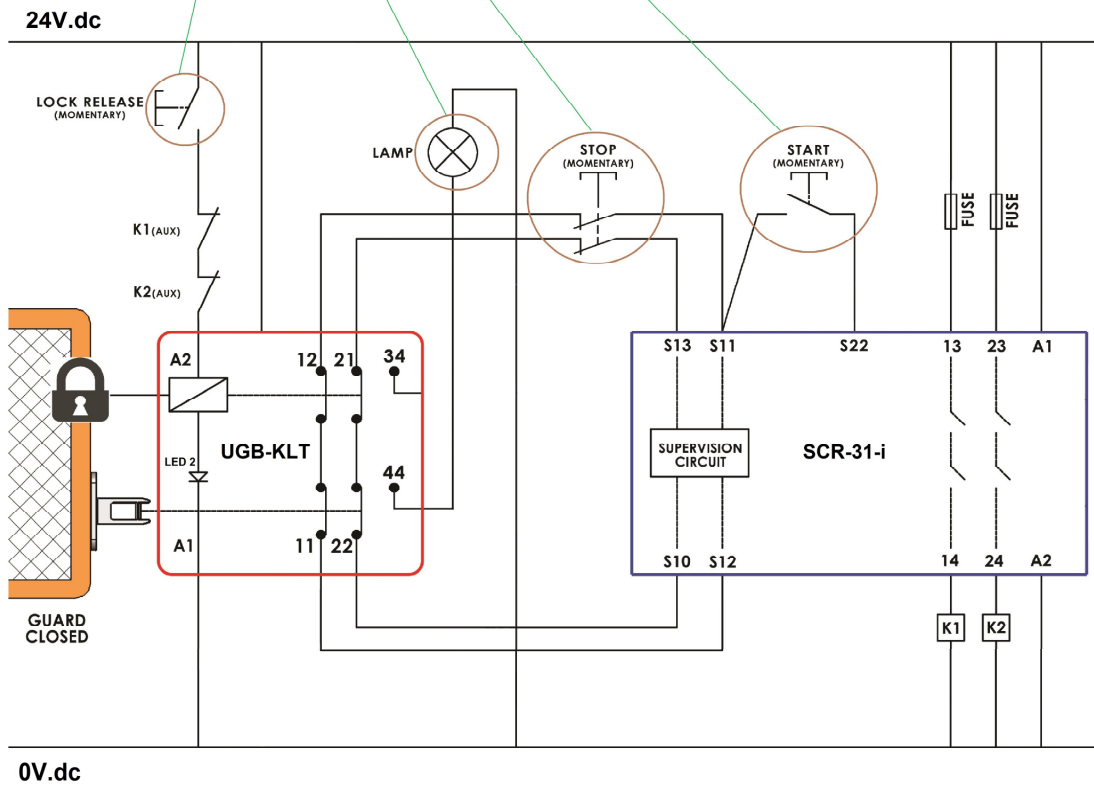 24V.dc
LOCK RELEASE
(MOMENTARY)
LAMP
STOP
(MOMENTARY)
START
(MOMENTARY)
FUSE
FUSE
K1(AUX)
K2(AUX)
A2
12
21
34
S13
S11
S22
13
23
A1
UGB-KLT
LED 2
44
SUPERVISION
CIRCUIT
SCR-31-i
A1
11
22
S10
S12
14
24
A2
GUARD
CLOSED
K1
K2
0V.dc